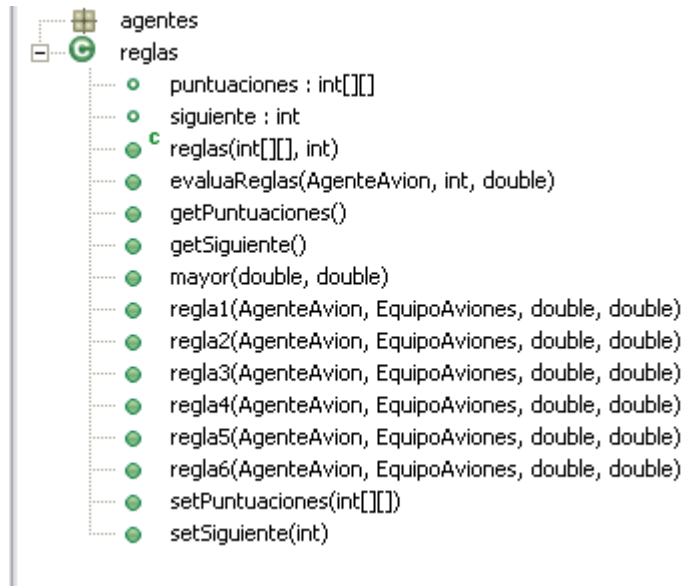 agentes
reglas
puntuaciones : int[][]
siguiente : int
reglas(int[][], int)
evaluaReglas(AgenteAvion, int, double)
getPuntuaciones()
getSiguiente()
mayor(double, double)
regla1(AgenteAvion, EquipoAviones, double, double)
regla2(AgenteAvion, EquipoAviones, double, double)
regla3(AgenteAvion, EquipoAviones, double, double)
regla4(AgenteAvion, EquipoAviones, double, double)
regla5(AgenteAvion, EquipoAviones, double, double)
regla6(AgenteAvion, EquipoAviones, double, double)
setPuntuaciones(int[][])
setSiguiente(int)